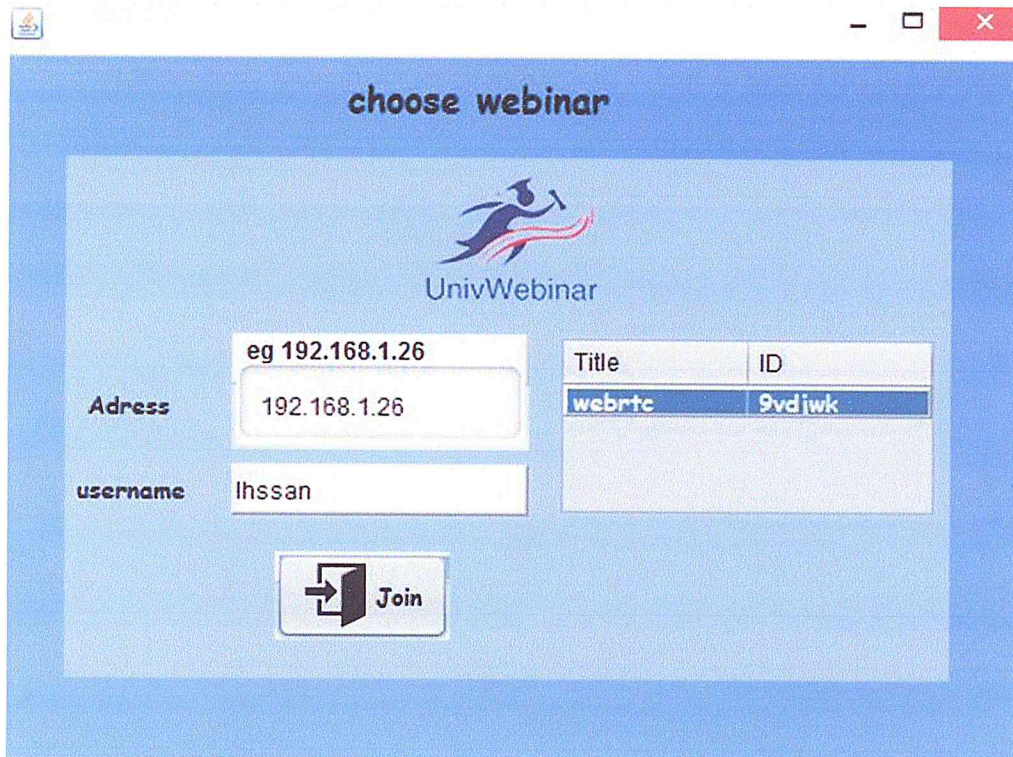 choose webinar
UnivWebinar
eg 192.168.1.26
Adress
192.168.1.26
username
Ihssan
Join
Title ID
webrtc 9vdjwk